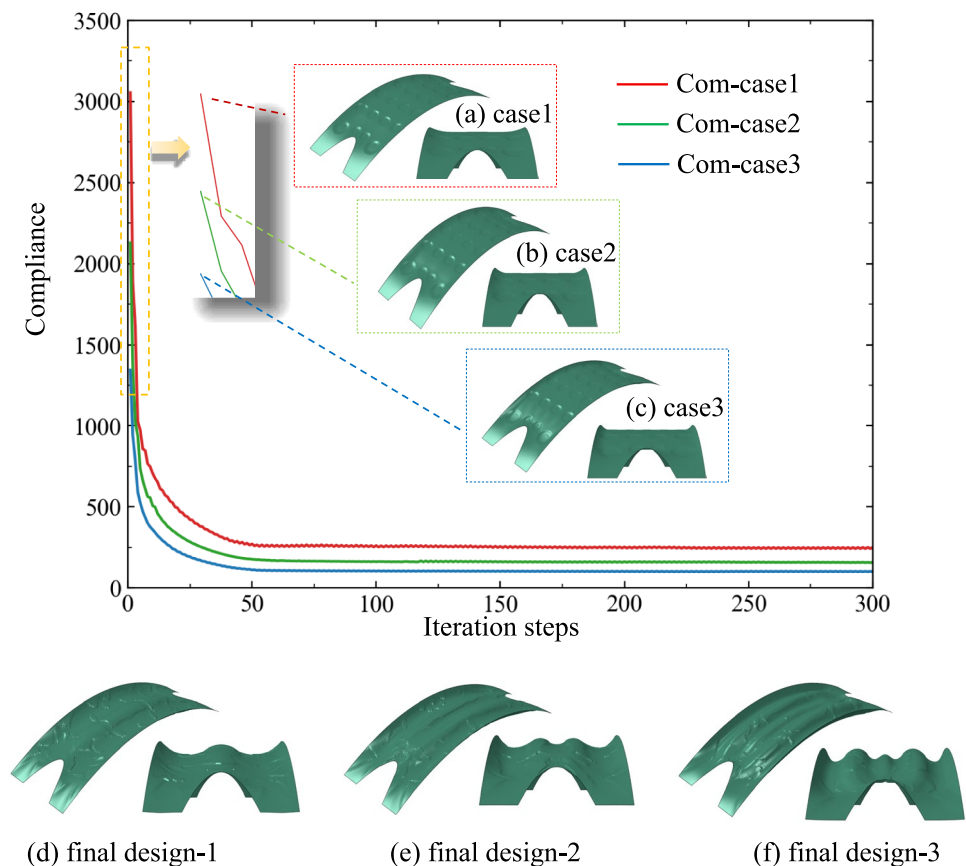 3500
3000
2500
2000
1500
1000
500
0
Compliance
0
50
100
150
200
250
300
Iteration steps
Com-case1
Com-case2
Com-case3
(a) case1
(b) case2
(c) case3
(d) final design-1
(e) final design-2
(f) final design-3